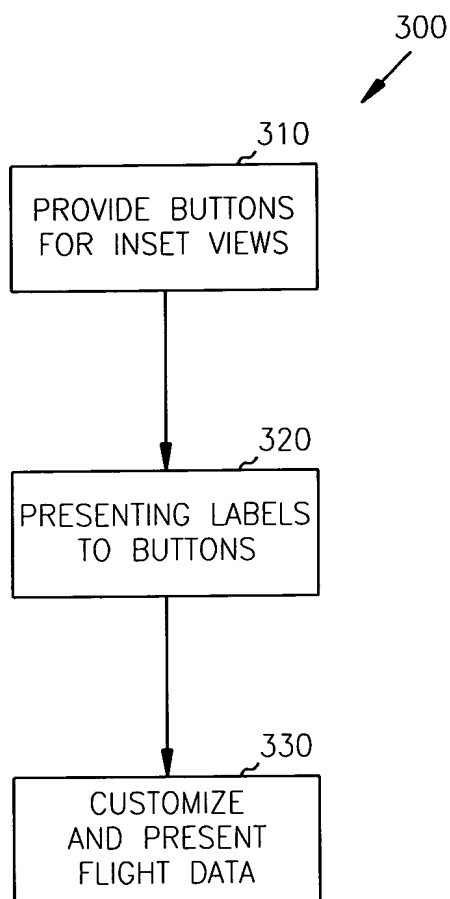 300
310
PROVIDE BUTTONS
FOR INSET VIEWS
320
PRESENTING LABELS
TO BUTTONS
330
CUSTOMIZE
AND PRESENT
FLIGHT DATA